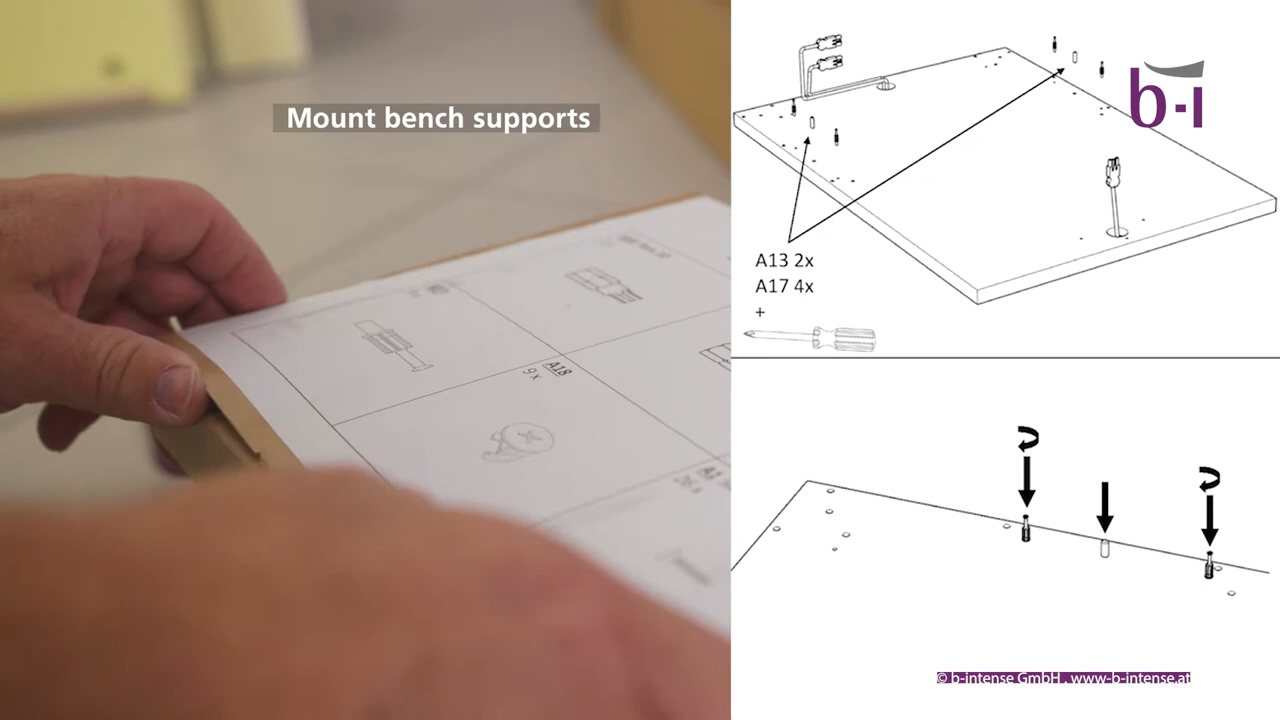 Mount bench supports
b-i
A13 2x
A17 4x
+
A18
9x
© b-intense GmbH . www-b-intense.at